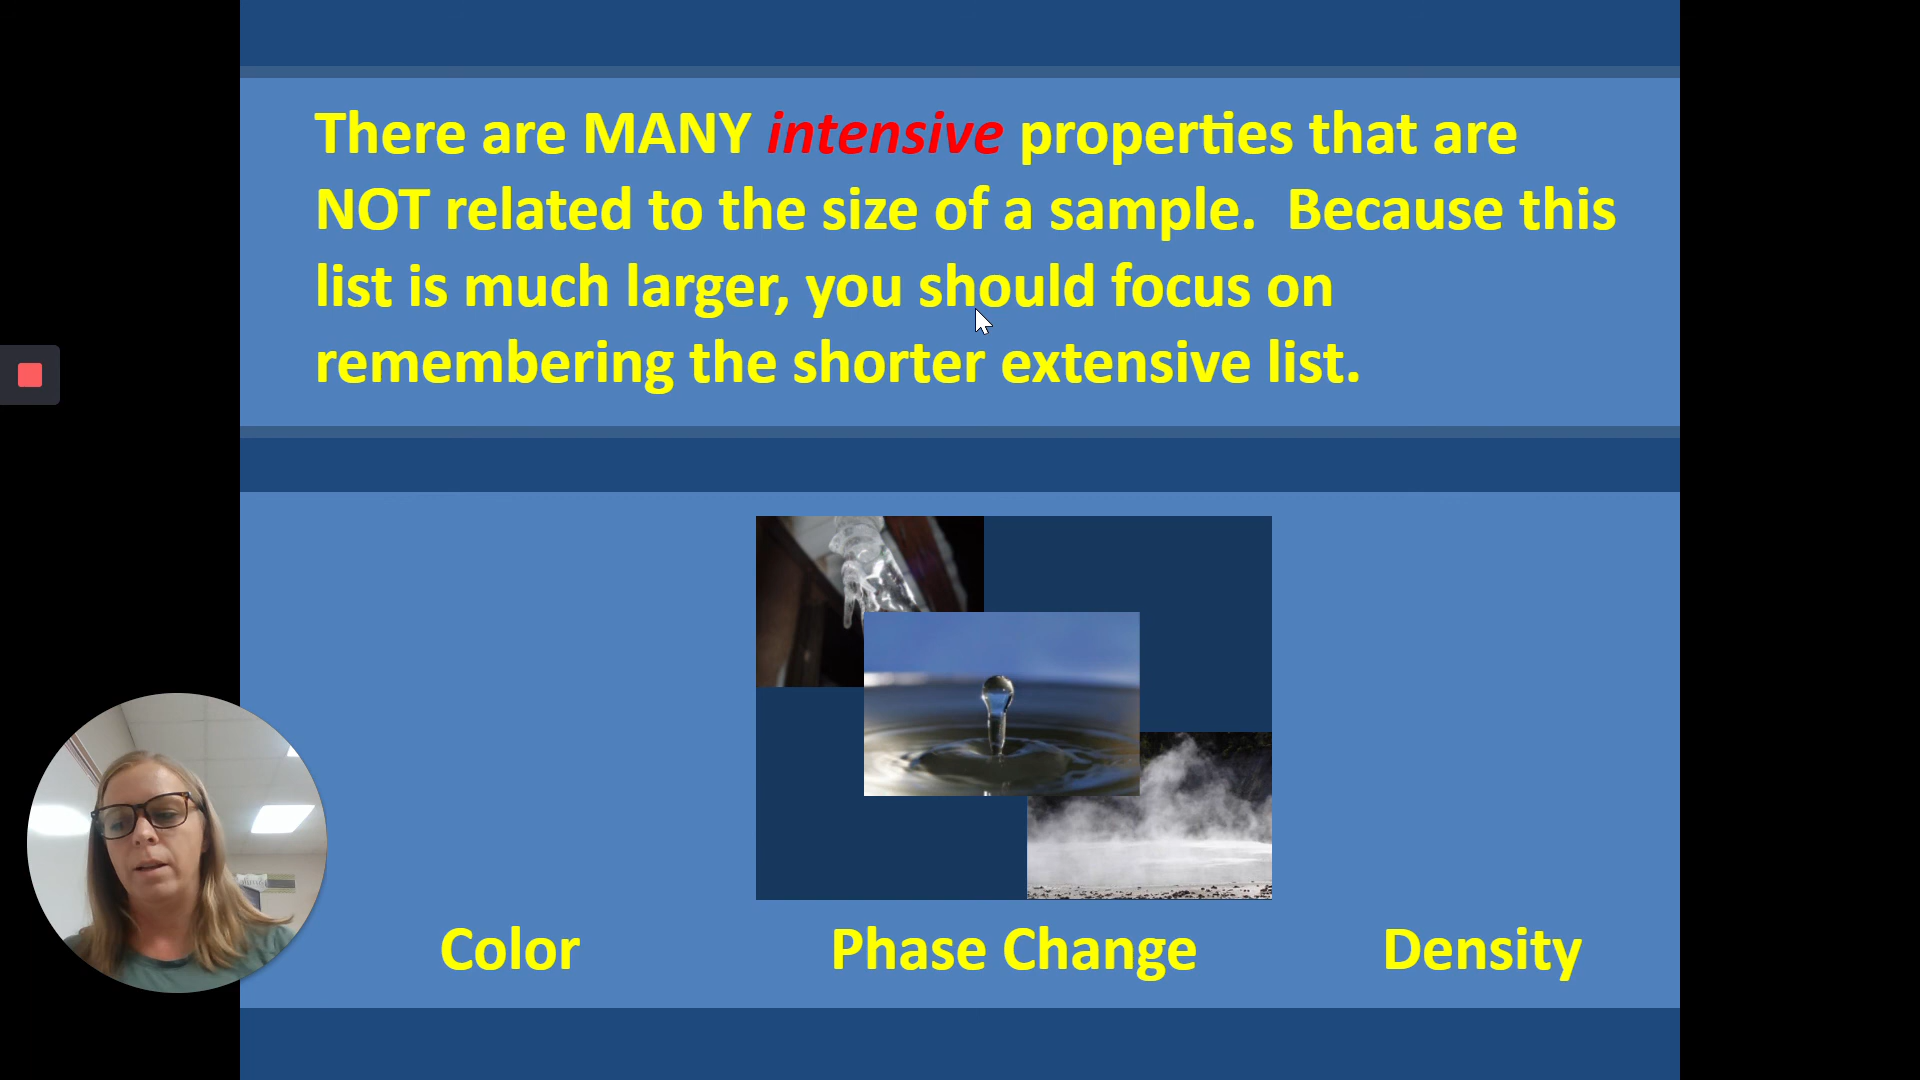 There are MANY intensive properties that are
NOT related to the size of a sample.  Because this
list is much larger, you should focus on
remembering the shorter extensive list.
Color
Phase Change
Density